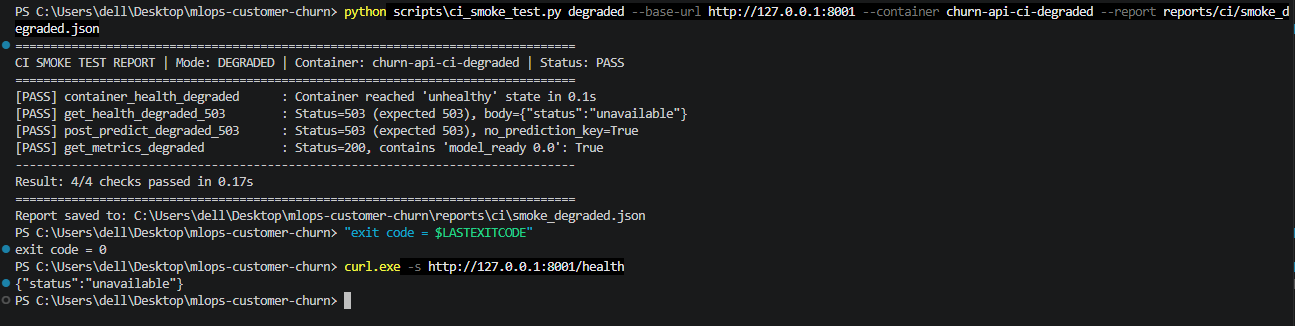 PS C:\Users\dell\Desktop\mlops-customer-churn> python scripts\ci_smoke_test.py degraded --base-url http://127.0.0.1:8001 --container churn-api-ci-degraded --report reports/ci/smoke_d
egraded.json
================================================================================
CI SMOKE TEST REPORT | Mode: DEGRADED | Container: churn-api-ci-degraded | Status: PASS
================================================================================
[PASS] container_health_degraded      : Container reached 'unhealthy' state in 0.1s
[PASS] get_health_degraded_503        : Status=503 (expected 503), body={"status":"unavailable"}
[PASS] post_predict_degraded_503      : Status=503 (expected 503), no_prediction_key=True
[PASS] get_metrics_degraded           : Status=200, contains 'model_ready 0.0': True
--------------------------------------------------------------------------------
Result: 4/4 checks passed in 0.17s
================================================================================
Report saved to: C:\Users\dell\Desktop\mlops-customer-churn\reports\ci\smoke_degraded.json
PS C:\Users\dell\Desktop\mlops-customer-churn> "exit code = $LASTEXITCODE"
exit code = 0
PS C:\Users\dell\Desktop\mlops-customer-churn> curl.exe -s http://127.0.0.1:8001/health
{"status":"unavailable"}
PS C:\Users\dell\Desktop\mlops-customer-churn>